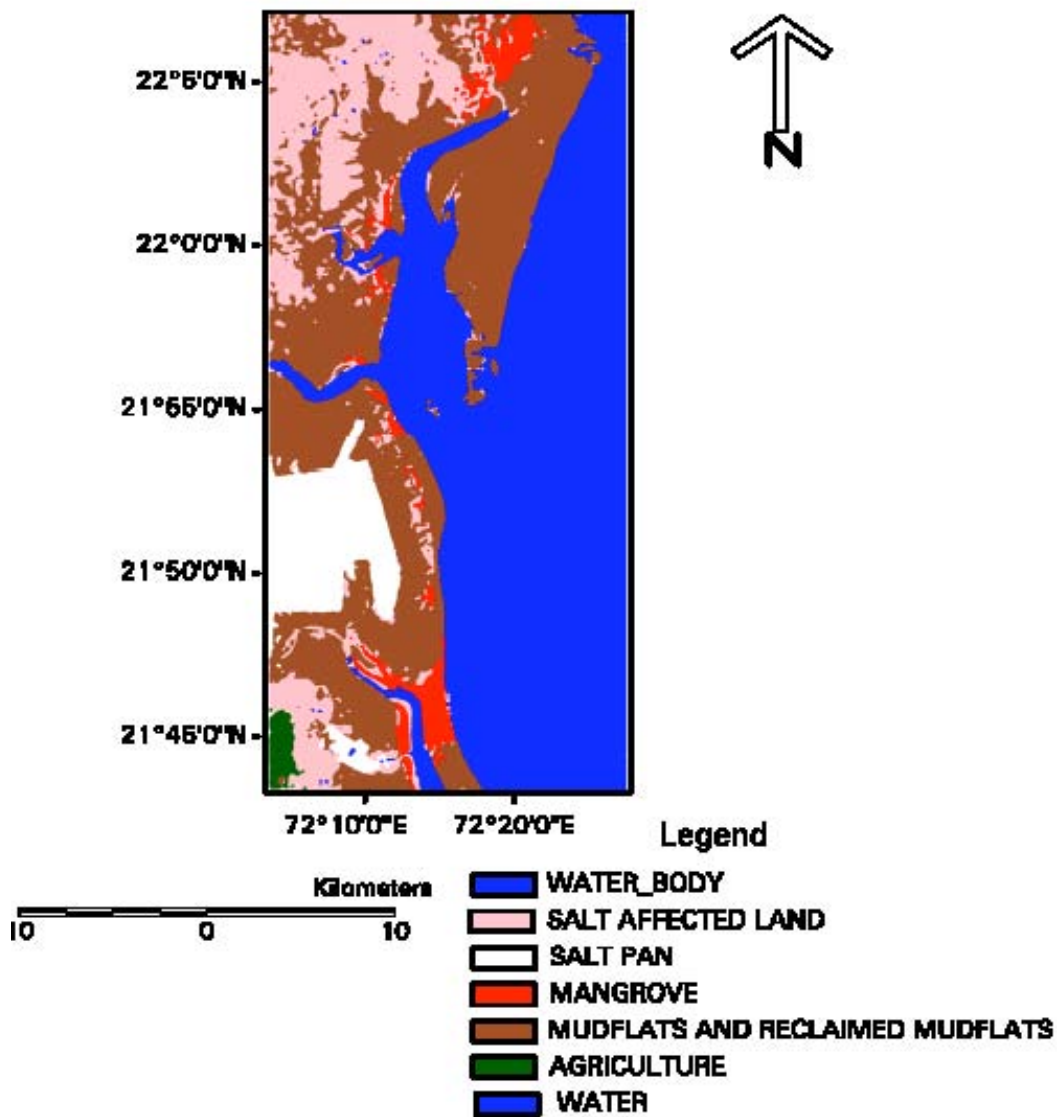 22°5'0"N
N
22°0'0"N
21°55'0"N
21°50'0"N
21°45'0"N
72°10'0"E 72°20'0"E
Legend
Kilometers
10 0 10
WATER_BODY
SALT AFFECTED LAND
SALT PAN
MANGROVE
MUDFLATS AND RECLAIMED MUDFLATS
AGRICULTURE
WATER